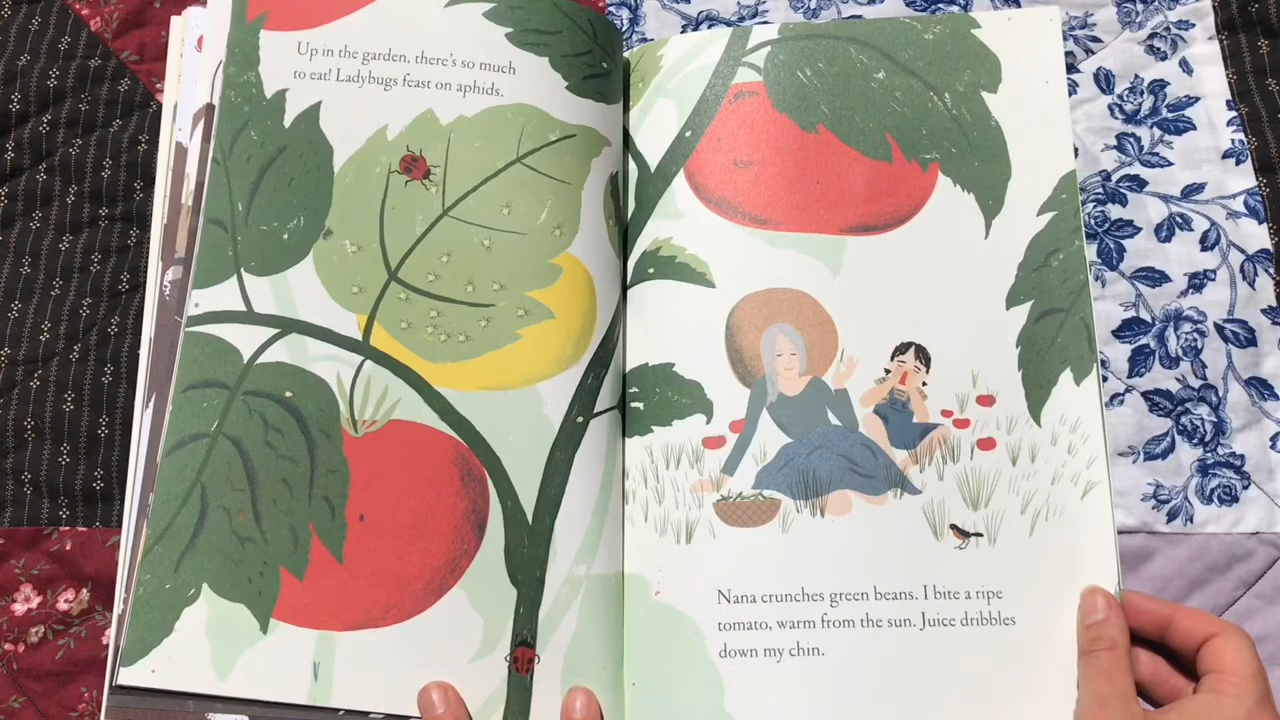 Up in the garden, there's so much
to eat! Ladybugs feast on aphids.
Nana crunches green beans. I bite a ripe
tomato, warm from the sun. Juice dribbles
down my chin.